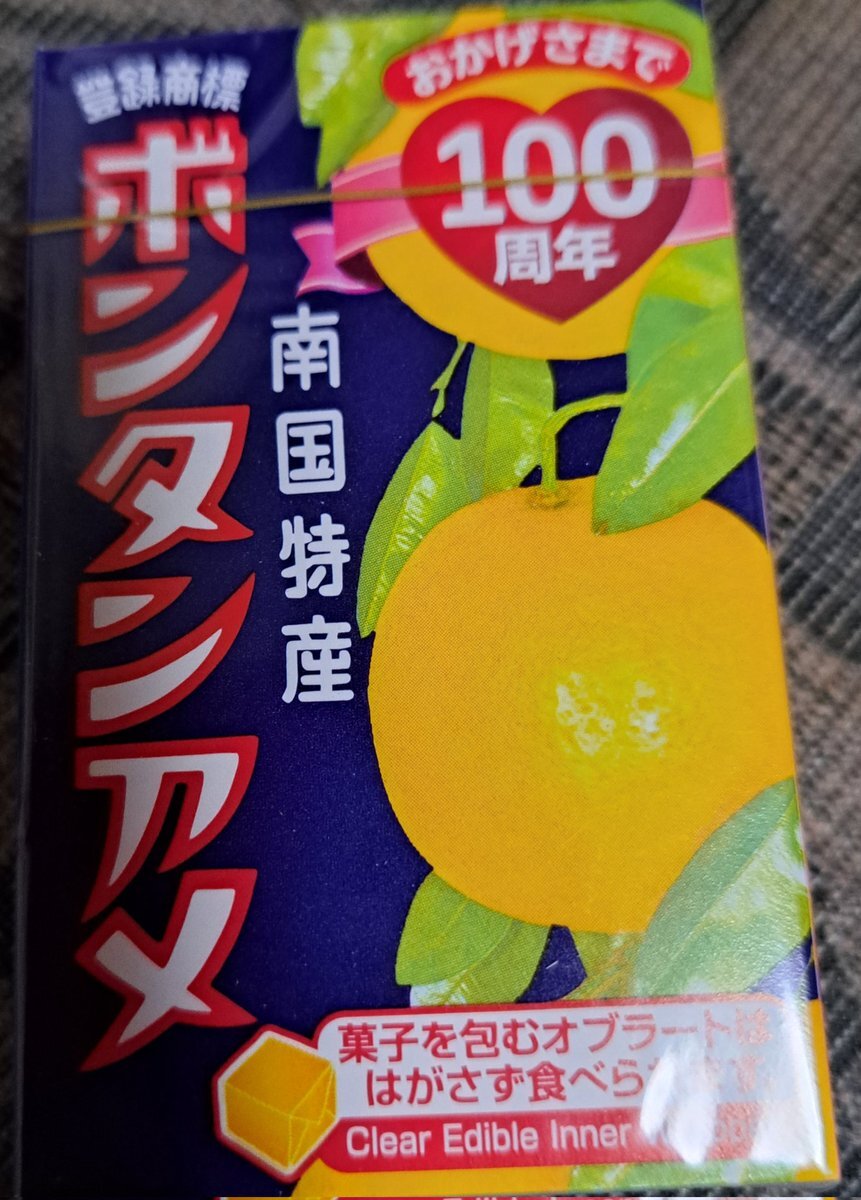 登録商標
ボンタンアメ
南国特産
おかげさまで
100
周年
菓子を包むオブラートは
はがさず食べら
Clear Edible Inner